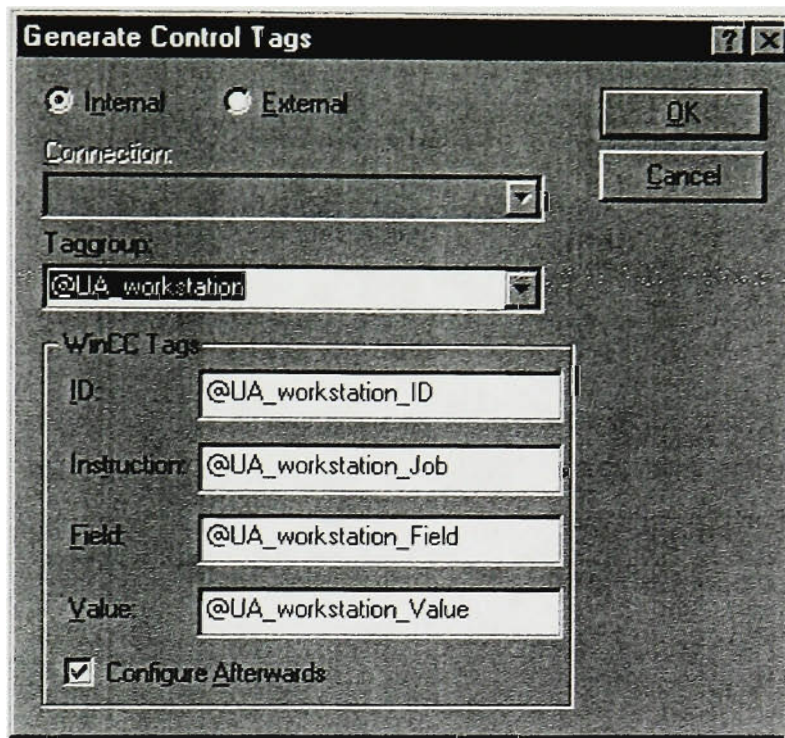 Generate Control Tags
Internal External
OK
Connection:
Cancel
Taggroup:
@UA_workstation
WinCC Tags
ID: @UA_workstation_ID
Instruction: @UA_workstation_Job
Field: @UA_workstation_Field
Value: @UA_workstation_Value
Configure Afterwards